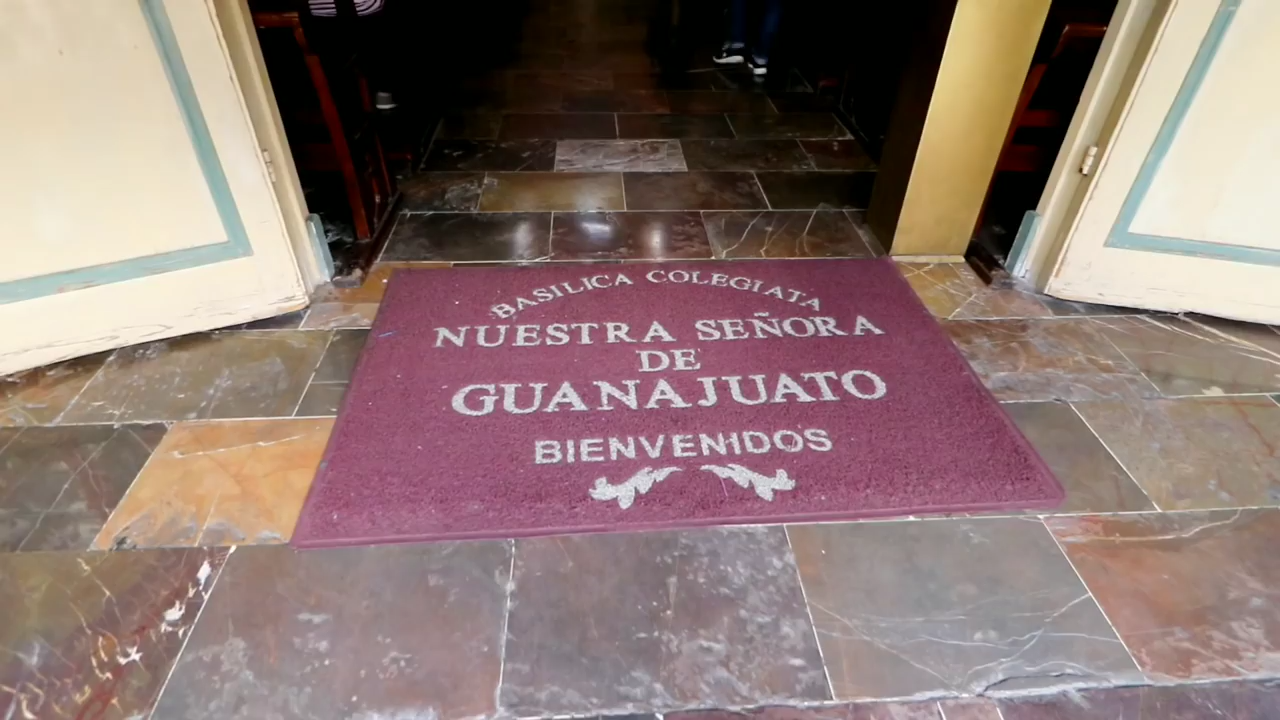 BASILICA COLEGIATA
NUESTRA SEÑORA
DE
GUANAJUATO
BIENVENIDOS